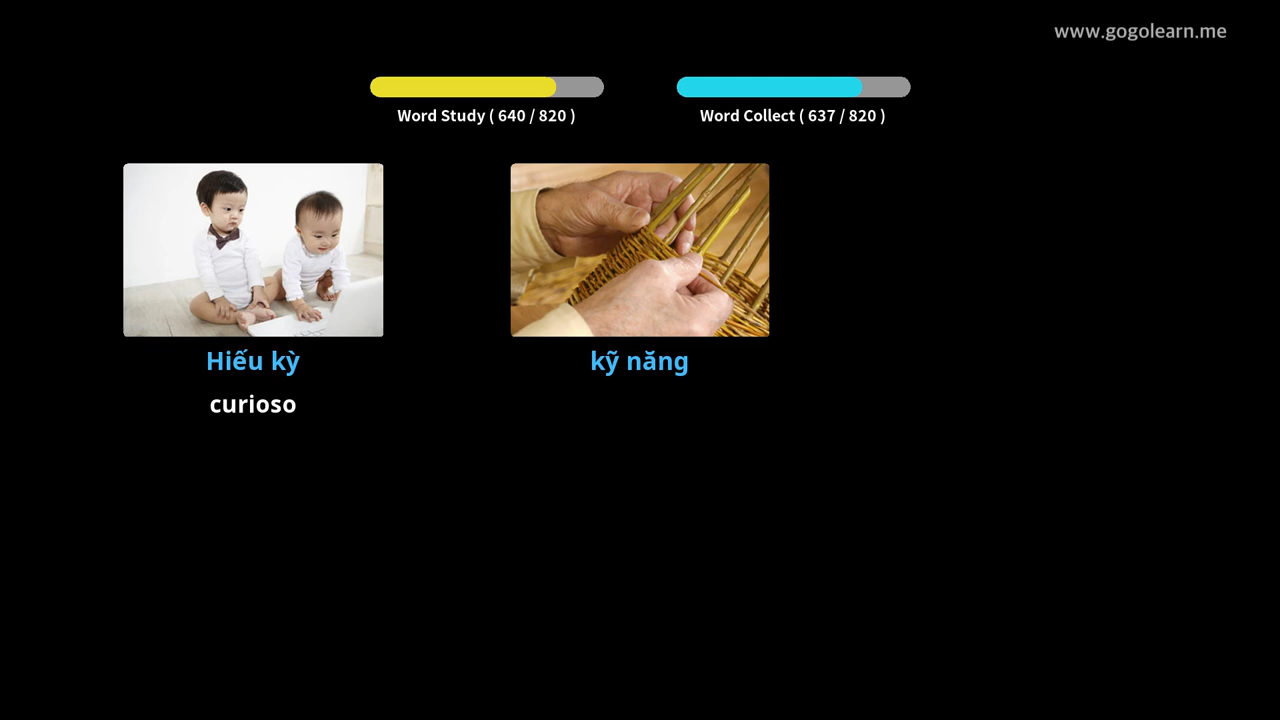 www.gogolearn.me
Word Study ( 640 / 820 )
Word Collect ( 637 / 820 )
Hiếu kỳ
kỹ năng
curioso